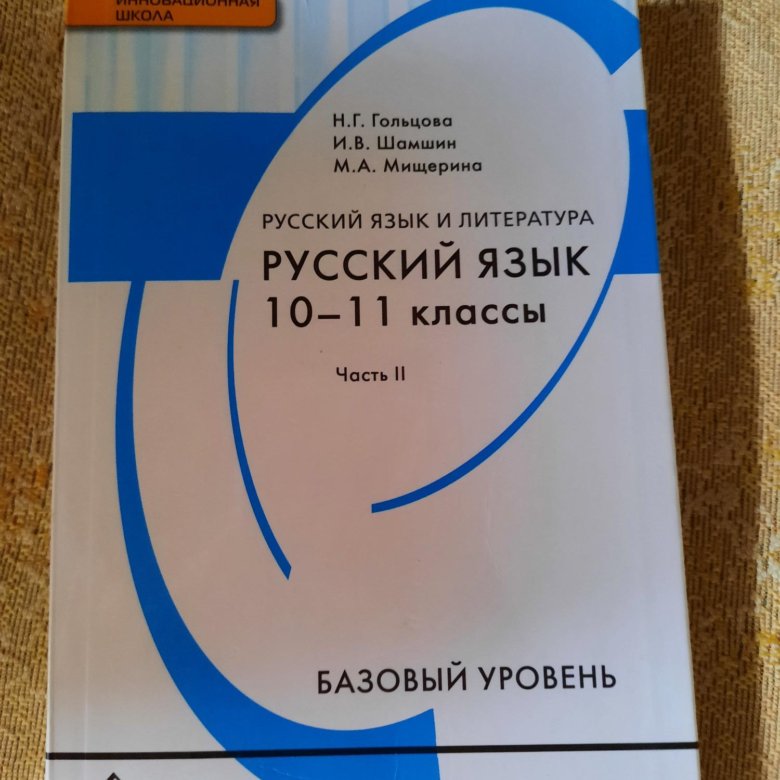 ИННОВАЦИОННАЯ
ШКОЛА
Н.Г. Гольцова
И.В. Шамшин
М.А. Мищерина
РУССКИЙ ЯЗЫК И ЛИТЕРАТУРА
РУССКИЙ ЯЗЫК
10–11 классы
Часть II
БАЗОВЫЙ УРОВЕНЬ